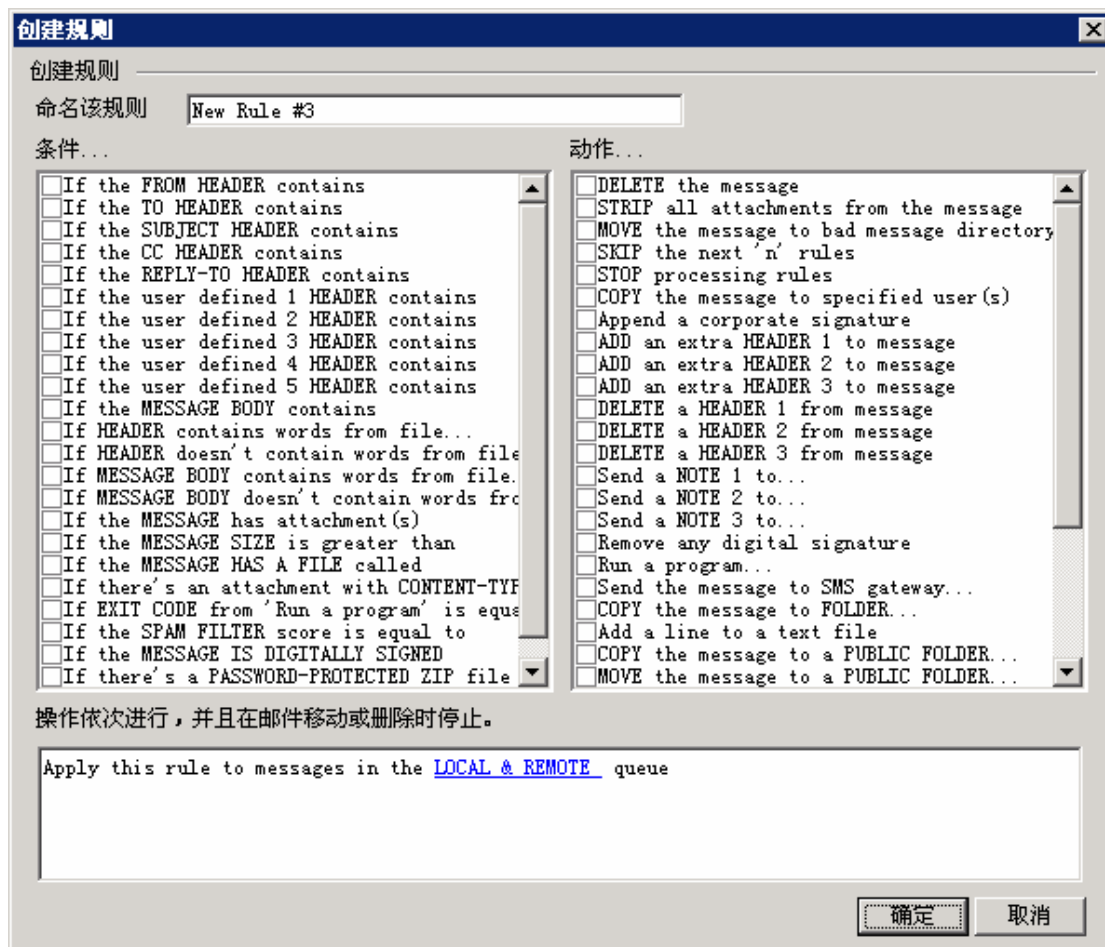 创建规则
创建规则
命名该规则 New Rule #3
条件...
If the FROM HEADER contains
If the TO HEADER contains
If the SUBJECT HEADER contains
If the CC HEADER contains
If the REPLY-TO HEADER contains
If the user defined 1 HEADER contains
If the user defined 2 HEADER contains
If the user defined 3 HEADER contains
If the user defined 4 HEADER contains
If the user defined 5 HEADER contains
If the MESSAGE BODY contains
If HEADER contains words from file...
If HEADER doesn't contain words from file
If MESSAGE BODY contains words from file.
If MESSAGE BODY doesn't contain words fro
If the MESSAGE has attachment(s)
If the MESSAGE SIZE is greater than
If the MESSAGE HAS A FILE called
If there's an attachment with CONTENT-TYP
If EXIT CODE from 'Run a program' is equa
If the SPAM FILTER score is equal to
If the MESSAGE IS DIGITALLY SIGNED
If there's a PASSWORD-PROTECTED ZIP file
动作...
DELETE the message
STRIP all attachments from the message
MOVE the message to bad message directory
SKIP the next 'n' rules
STOP processing rules
COPY the message to specified user(s)
Append a corporate signature
ADD an extra HEADER 1 to message
ADD an extra HEADER 2 to message
ADD an extra HEADER 3 to message
DELETE a HEADER 1 from message
DELETE a HEADER 2 from message
DELETE a HEADER 3 from message
Send a NOTE 1 to...
Send a NOTE 2 to...
Send a NOTE 3 to...
Remove any digital signature
Run a program...
Send the message to SMS gateway...
COPY the message to FOLDER...
Add a line to a text file
COPY the message to a PUBLIC FOLDER...
MOVE the message to a PUBLIC FOLDER...
操作依次进行，并且在邮件移动或删除时停止。
Apply this rule to messages in the LOCAL & REMOTE queue
确定 取消